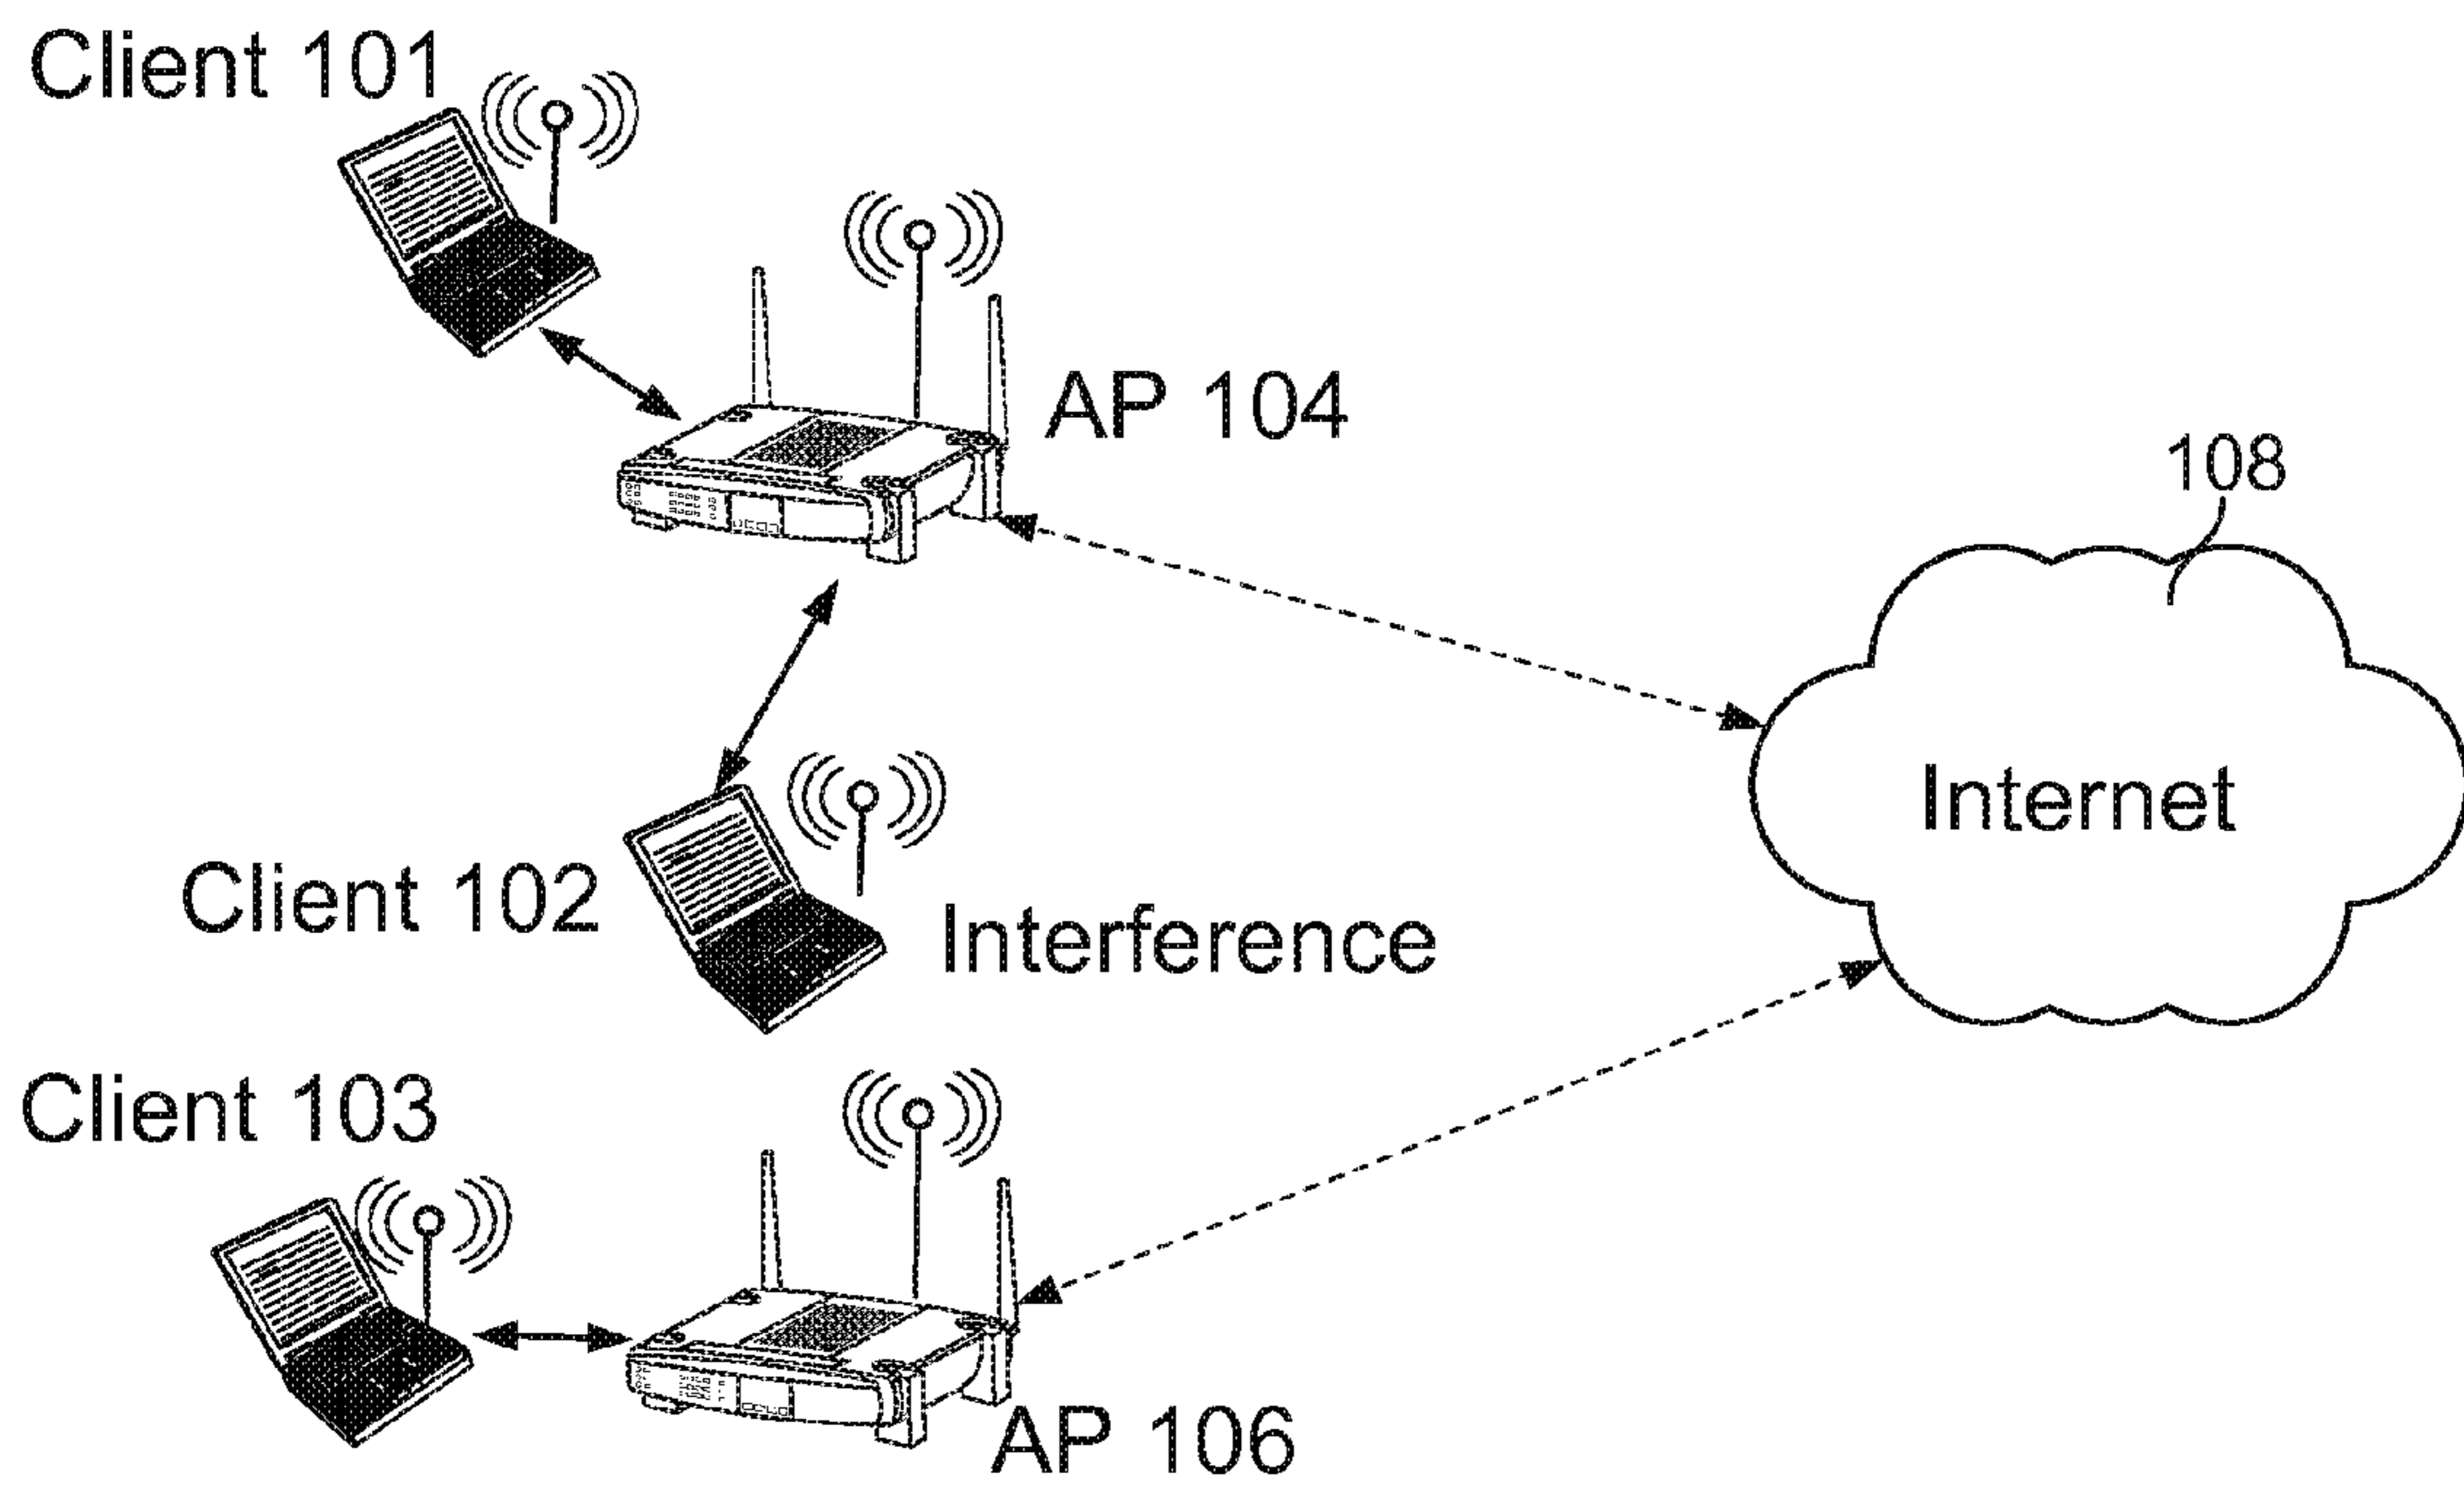 Client 101
AP 104
108
Internet
Client 102
Interference
Client 103
AP 106